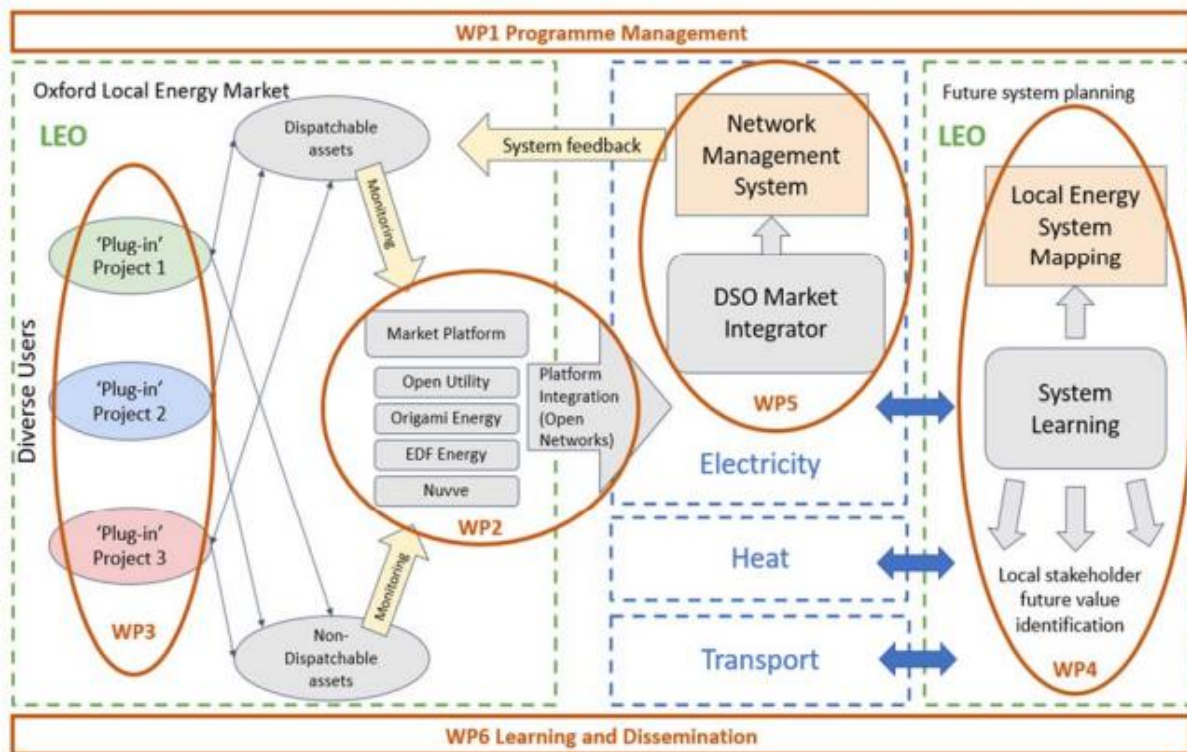 WP1 Programme Management
Oxford Local Energy Market
LEO
Diverse Users
'Plug-in'
Project 1
'Plug-in'
Project 2
'Plug-in'
Project 3
WP3
Dispatchable
assets
Monitoring
Non-
Dispatchable
assets
Monitoring
Market Platform
Open Utility
Origami Energy
EDF Energy
Nuvve
WP2
Platform
Integration
(Open
Networks)
System feedback
Network
Management
System
DSO Market
Integrator
WP5
Electricity
Heat
Transport
Future system planning
LEO
Local Energy
System
Mapping
System
Learning
Local stakeholder
future value
identification
WP4
WP6 Learning and Dissemination